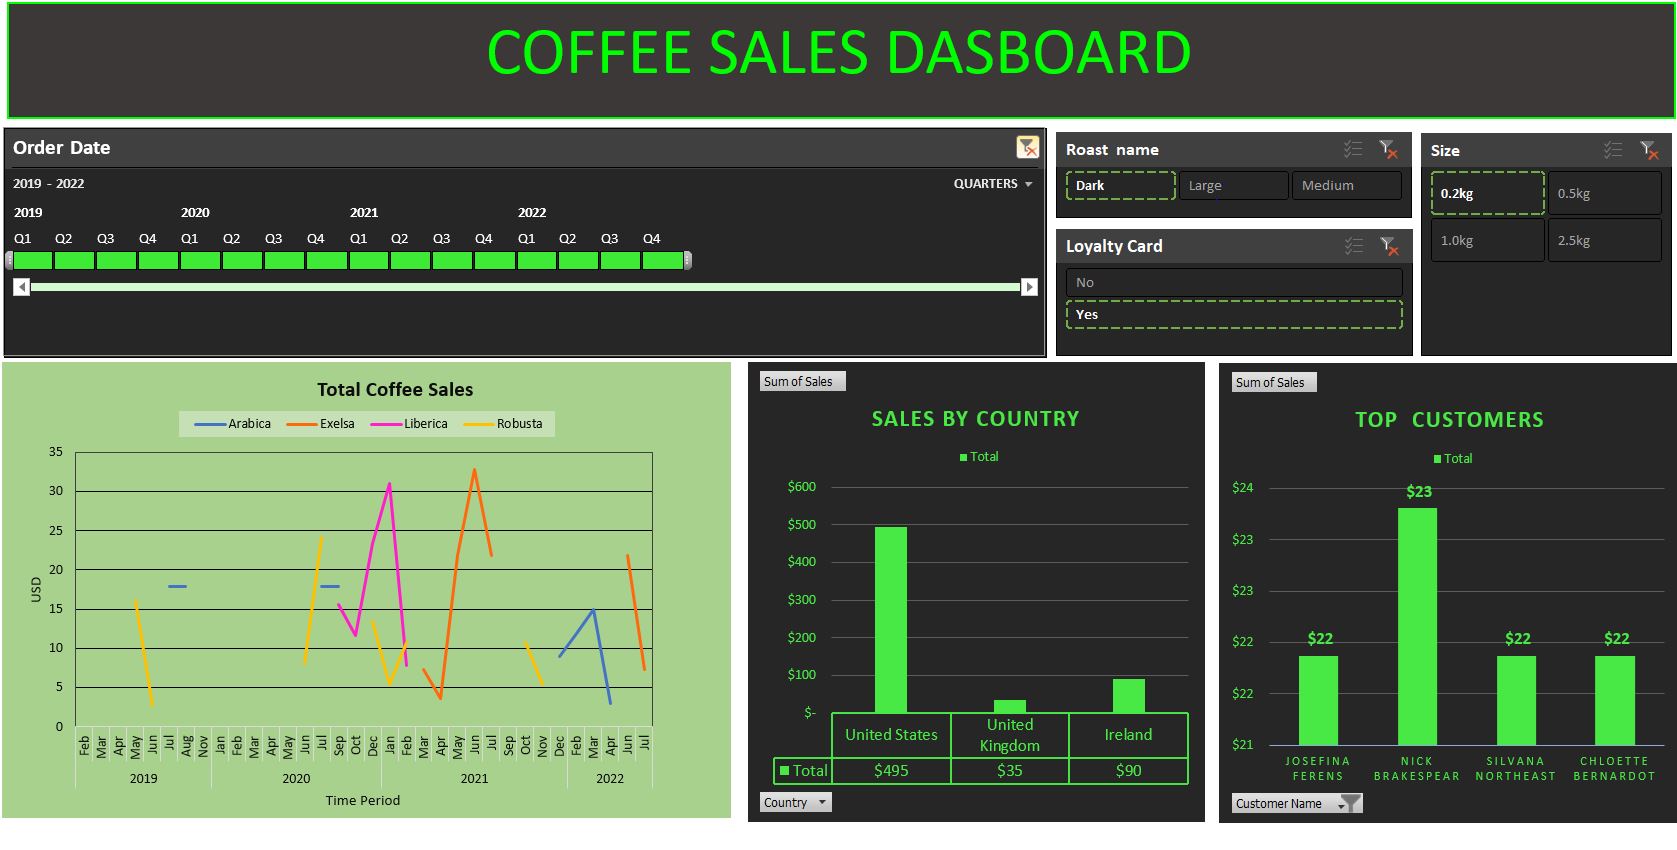 COFFEE SALES DASBOARD
Order Date
2019 - 2022
QUARTERS
2019 2020 2021 2022
Q1 Q2 Q3 Q4 Q1 Q2 Q3 Q4 Q1 Q2 Q3 Q4 Q1 Q2 Q3 Q4
Roast name
Dark Large Medium
Loyalty Card
No
Yes
Size
0.2kg 0.5kg
1.0kg 2.5kg
Total Coffee Sales
Arabica Exelsa Liberica Robusta
35
30
25
20
15
10
5
0
USD
Feb Mar Apr May Jun Jul Aug Nov Jan Feb Mar Apr May Jun Jul Sep Oct Dec Jan Feb Mar Apr May Jun Jul Sep Oct Nov Dec Feb Mar Apr Jun Jul
2019 2020 2021 2022
Time Period
Sum of Sales
SALES BY COUNTRY
Total
$600
$500
$400
$300
$200
$100
$-
United States United Kingdom Ireland
Total $495 $35 $90
Country
Sum of Sales
TOP CUSTOMERS
Total
$24
$23
$23
$22
$22
$21
$22 $23 $22 $22
JOSEFINA FERENS
NICK BRAKESPEAR
SILVANA NORTHEAST
CHLOETTE BERNARDOT
Customer Name